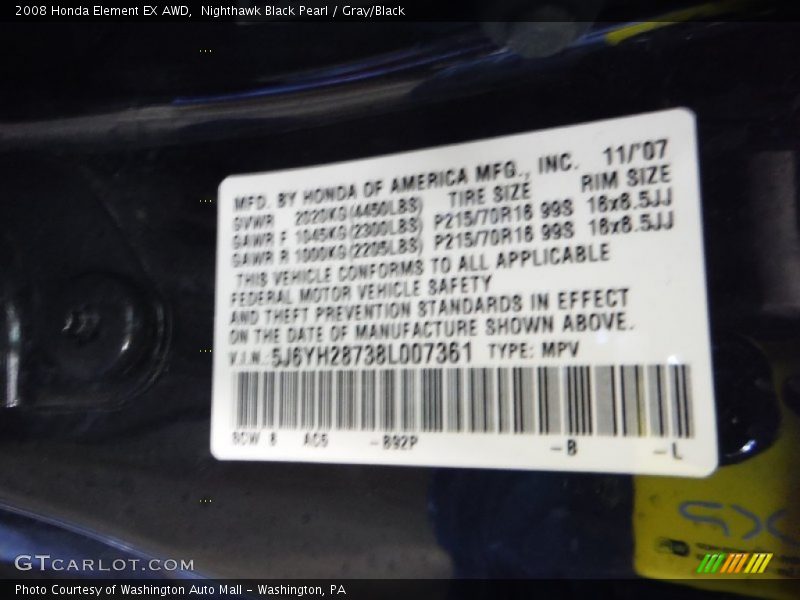 2008 Honda Element EX AWD, Nighthawk Black Pearl / Gray/Black
MFD. BY HONDA OF AMERICA MFG., INC. 11/'07
GVWR 2020KG(4450LBS) TIRE SIZE RIM SIZE
GAWR F 1045KG(2300LBS) P215/70R16 99S 16x6.5JJ
GAWR R 1000KG(2205LBS) P215/70R16 99S 16x6.5JJ
THIS VEHICLE CONFORMS TO ALL APPLICABLE
FEDERAL MOTOR VEHICLE SAFETY
AND THEFT PREVENTION STANDARDS IN EFFECT
ON THE DATE OF MANUFACTURE SHOWN ABOVE.
V.I.N.: 5J6YH28738L007361 TYPE: MPV
SCW 8 AC5 -B92P -B -L
GTCARLOT.COM
Photo Courtesy of Washington Auto Mall - Washington, PA